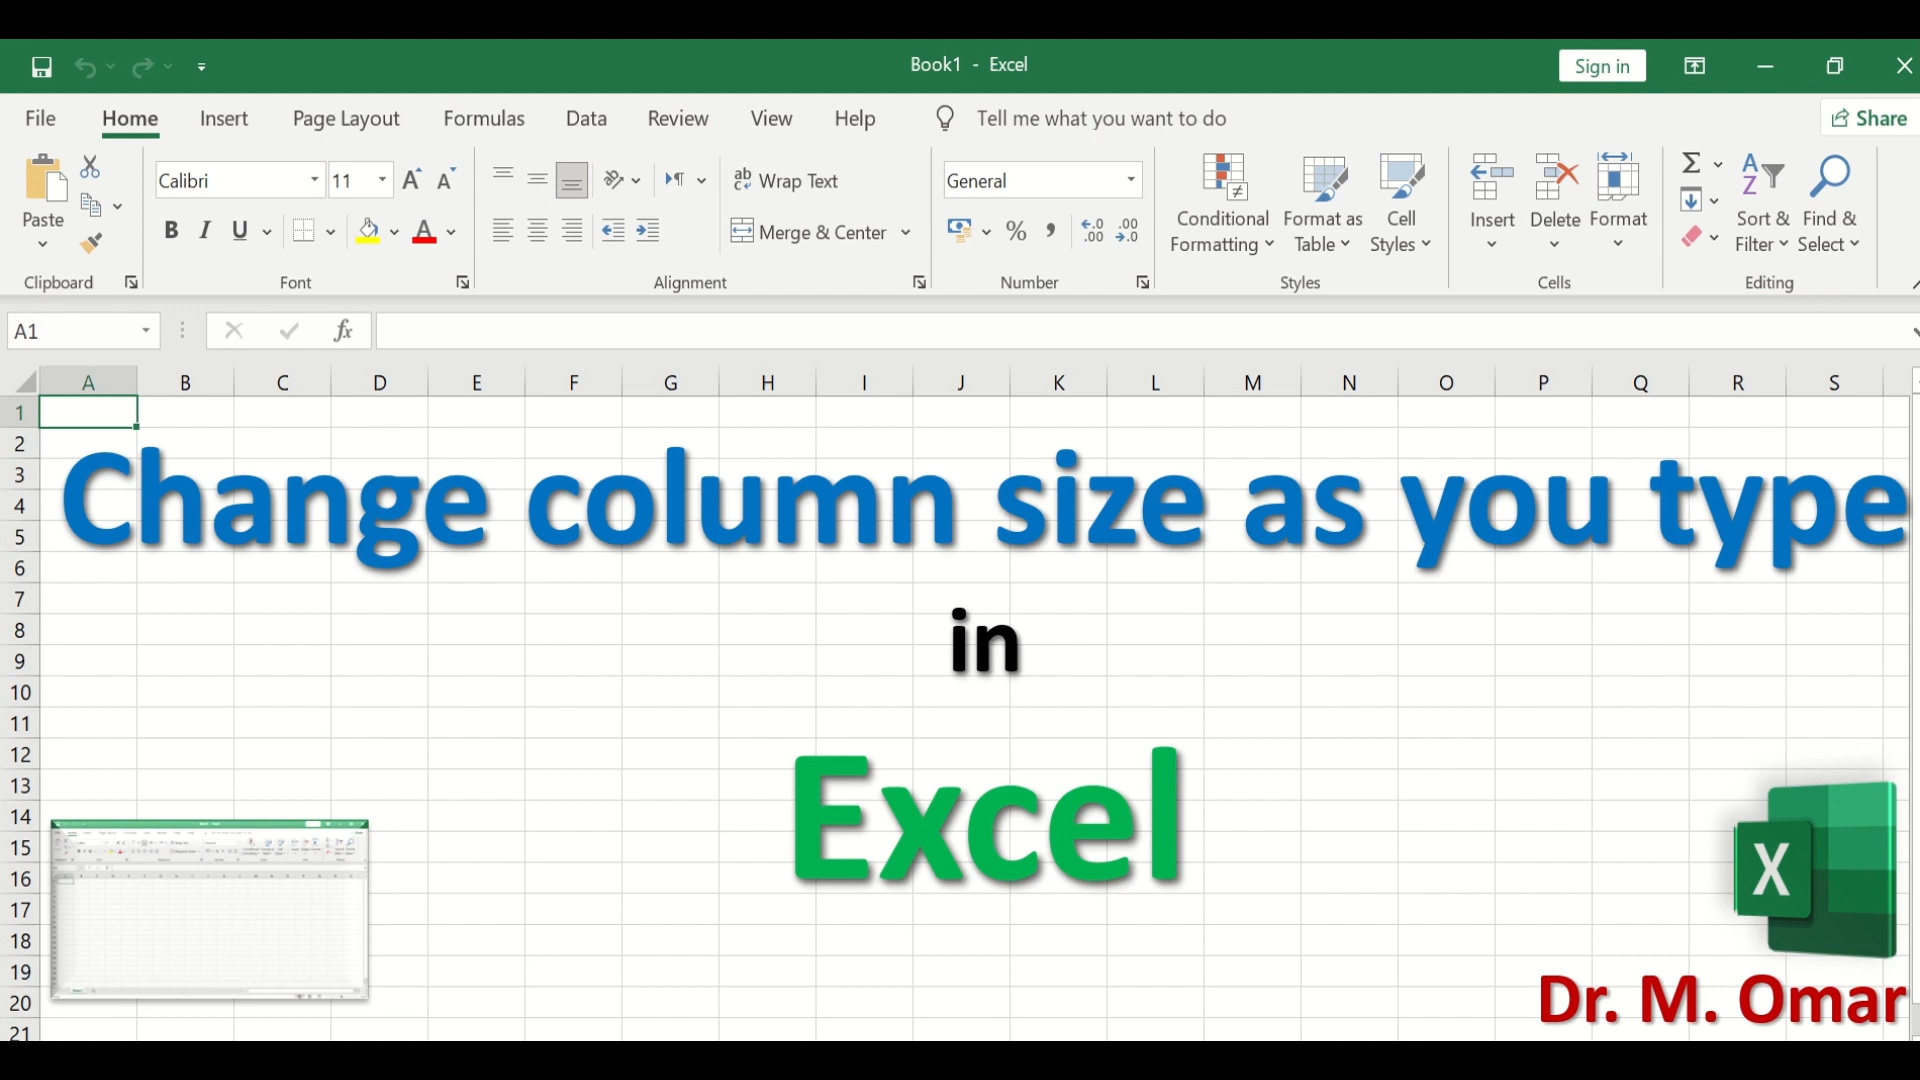 Book1 - Excel
Sign in
File Home Insert Page Layout Formulas Data Review View Help Tell me what you want to do Share
Calibri 11 Wrap Text General
Paste B I U Merge & Center % , .0 .00 .00 .0 Conditional Formatting Format as Table Cell Styles Insert Delete Format Sort & Filter Find & Select
Clipboard Font Alignment Number Styles Cells Editing
A1 fx
A B C D E F G H I J K L M N O P Q R S
1
2
3
4
5
6
7
8
9
10
11
12
13
14
15
16
17
18
19
20
21
Change column size as you type
in
Excel
X
Dr. M. Omar